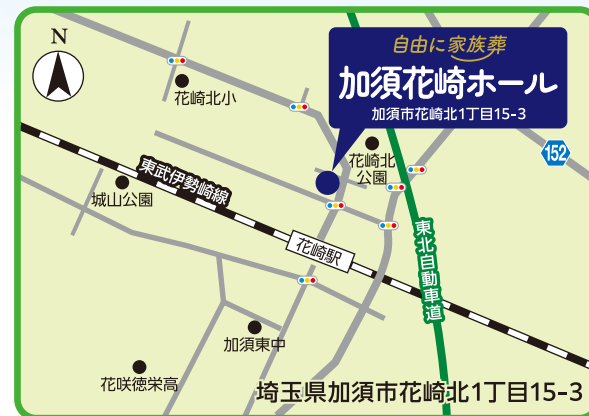 N
自由に家族葬
加須花崎ホール
加須市花崎北1丁目15-3
花崎北小
花崎北
公園
152
東武伊勢崎線
城山公園
花崎駅
東北自動車道
加須東中
花咲徳栄高
埼玉県加須市花崎北1丁目15-3